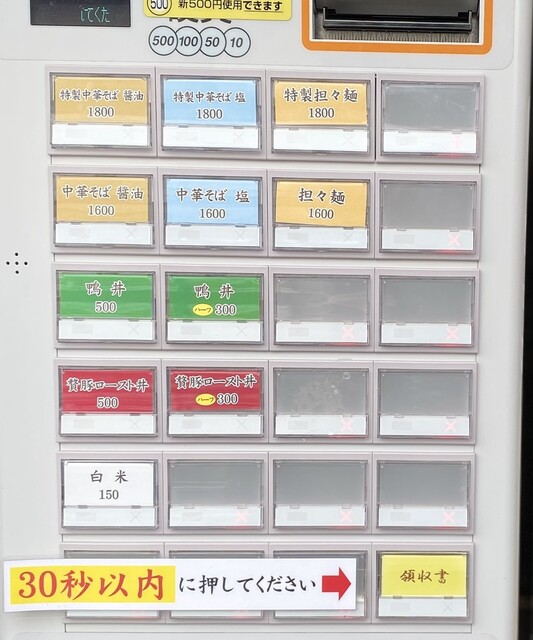 してくた
500 新500円使用できます
500 100 50 10
特製中華そば 醤油
1800
特製中華そば 塩
1800
特製担々麺
1800
中華そば 醤油
1600
中華そば 塩
1600
担々麺
1600
鴨丼
500
鴨丼
ハーフ 300
贅豚ロースト丼
500
贅豚ロースト丼
ハーフ 300
白米
150
30秒以内に押してください
領収書